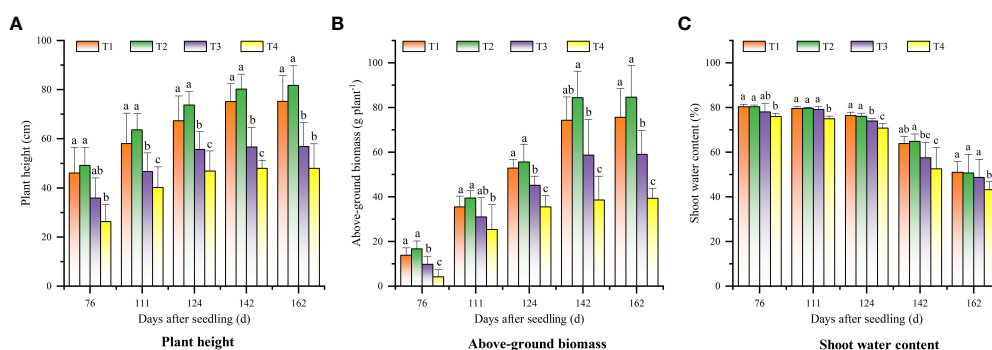 A
T1 T2 T3 T4
100
80
60
40
20
0
Plant height (cm)
a a ab b
a a b c
a a b c
a a b c
a a b b
76 111 124 142 162
Days after seedling (d)
Plant height
B
T1 T2 T3 T4
100
80
60
40
20
0
Above-ground biomass (g plant-1)
a a b c
a a ab b
a a b c
ab a b c
a a b c
76 111 124 142 162
Days after seedling (d)
Above-ground biomass
C
T1 T2 T3 T4
100
80
60
40
20
0
Shoot water content (%)
a a ab b
a a a b
a a b c
ab a bc c
a a a b
76 111 124 142 162
Days after seedling (d)
Shoot water content